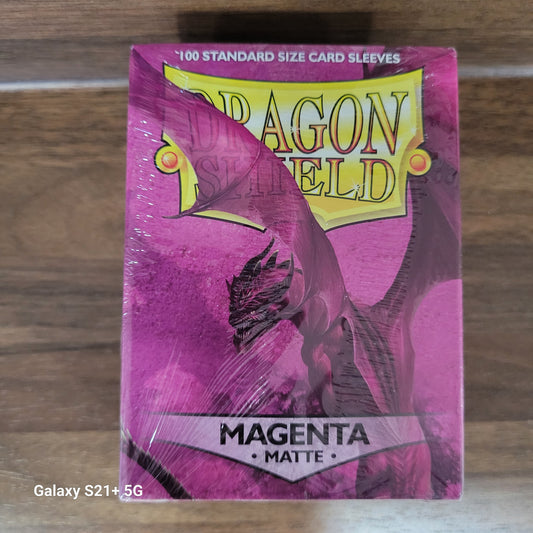 100 STANDARD SIZE CARD SLEEVES
DRAGON
SHIELD
MAGENTA
• MATTE •
Galaxy S21+ 5G